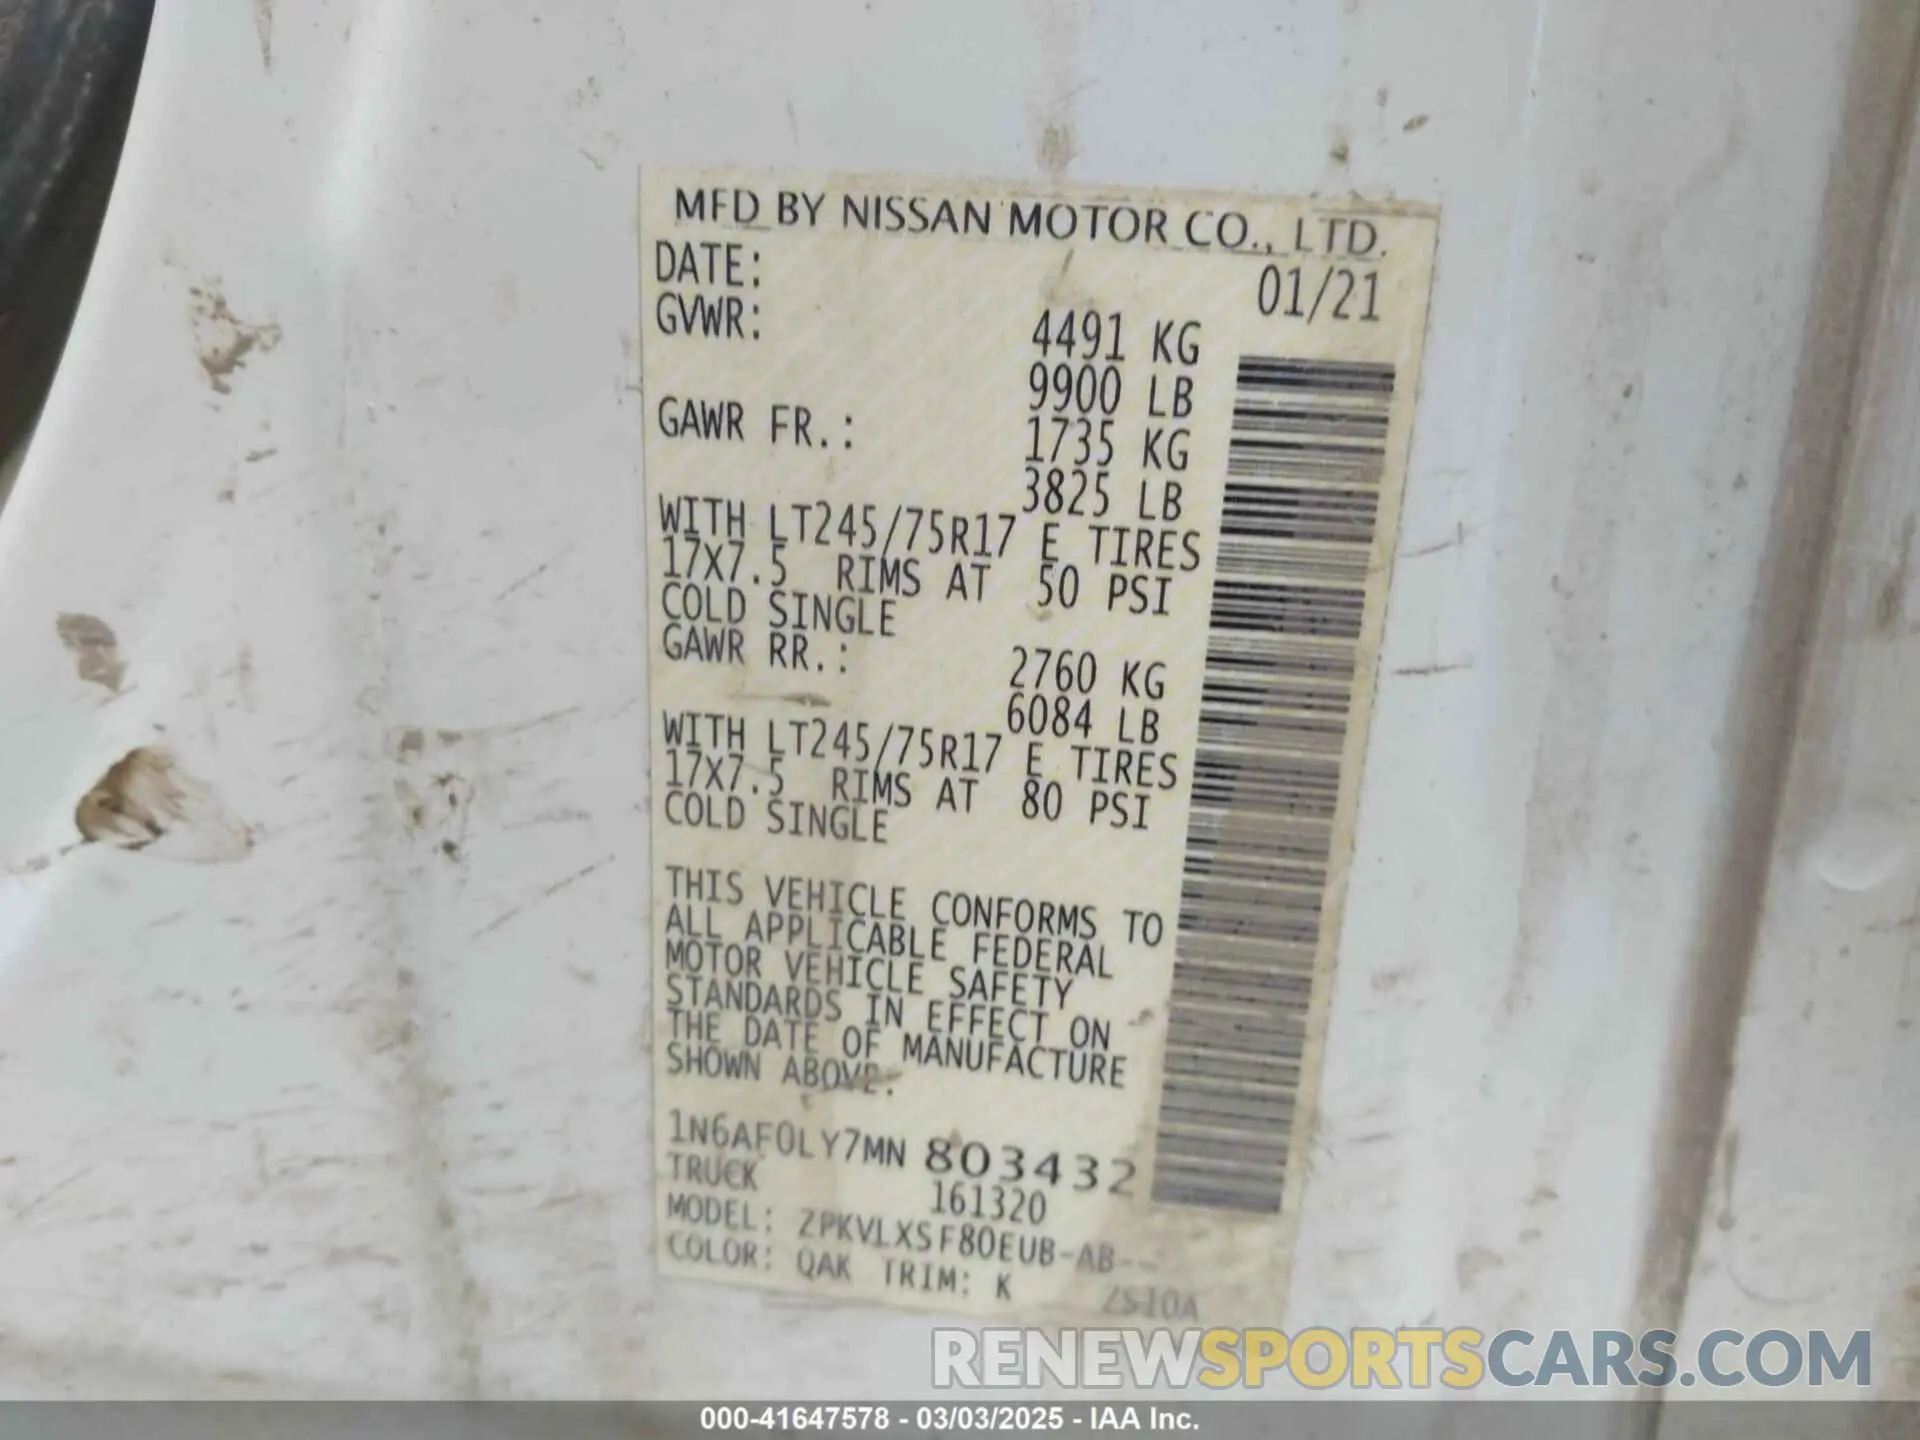 MFD BY NISSAN MOTOR CO., LTD.
DATE: 01/21
GVWR: 4491 KG
9900 LB
GAWR FR.: 1735 KG
3825 LB
WITH LT245/75R17 E TIRES
17X7.5 RIMS AT 50 PSI
COLD SINGLE
GAWR RR.: 2760 KG
6084 LB
WITH LT245/75R17 E TIRES
17X7.5 RIMS AT 80 PSI
COLD SINGLE
THIS VEHICLE CONFORMS TO
ALL APPLICABLE FEDERAL
MOTOR VEHICLE SAFETY
STANDARDS IN EFFECT ON
THE DATE OF MANUFACTURE
SHOWN ABOVE.
1N6AF0LY7MN 803432
TRUCK 161320
MODEL: ZPKVLXSF80EUB-AB--
COLOR: QAK TRIM: K
ZS10A
RENEWSPORTSCARS.COM
000-41647578 - 03/03/2025 - IAA Inc.